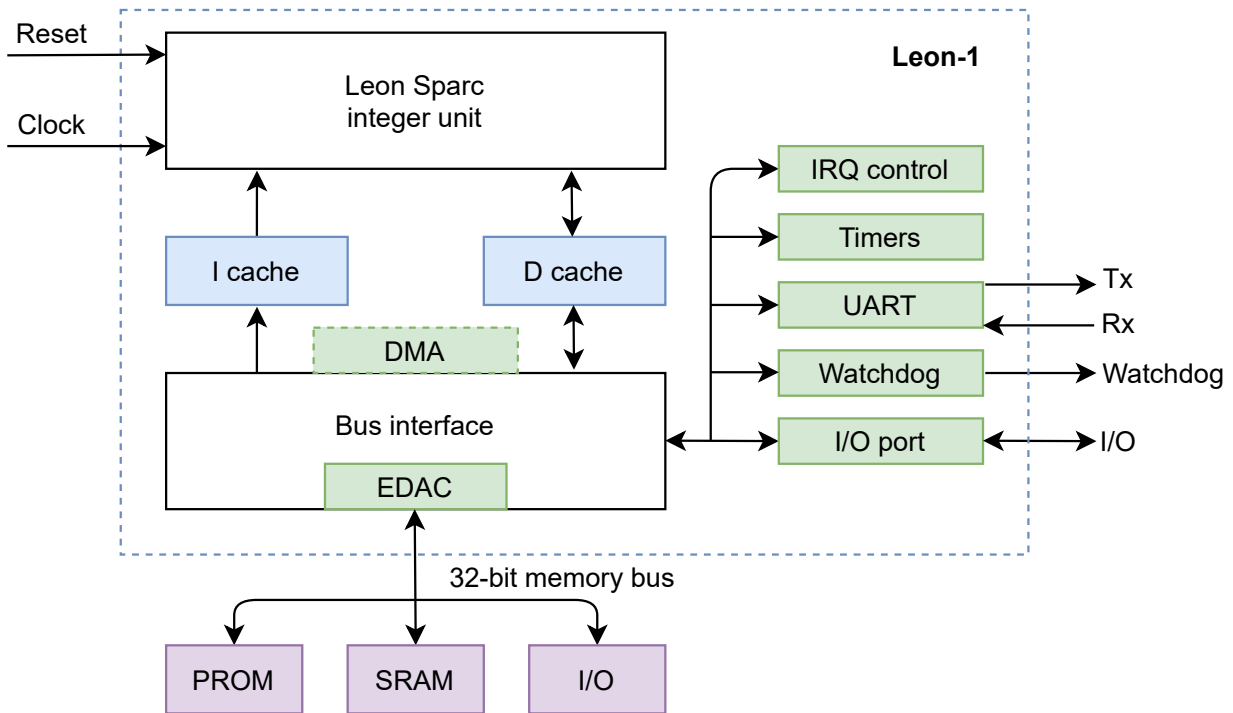 Reset
Leon Sparc
integer unit
Leon-1
Clock
IRQ control
Timers
I cache
D cache
UART
Tx
Rx
DMA
Watchdog
Watchdog
Bus interface
I/O port
I/O
EDAC
32-bit memory bus
PROM
SRAM
I/O